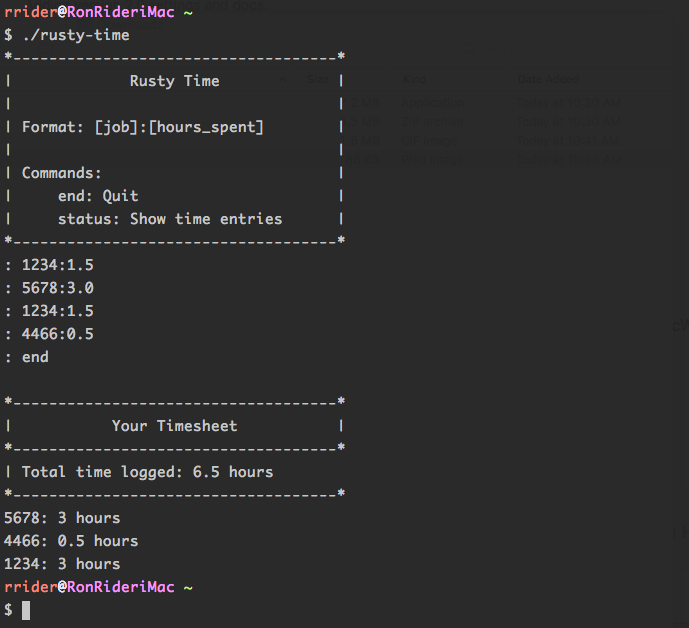 rrider@RonRideriMac ~
$ ./rusty-time
*------------------------------------*
|             Rusty Time             |
|                                    |
| Format: [job]:[hours_spent]        |
|                                    |
| Commands:                          |
|     end: Quit                      |
|     status: Show time entries      |
*------------------------------------*
: 1234:1.5
: 5678:3.0
: 1234:1.5
: 4466:0.5
: end

*------------------------------------*
|           Your Timesheet           |
*------------------------------------*
| Total time logged: 6.5 hours
*------------------------------------*
5678: 3 hours
4466: 0.5 hours
1234: 3 hours
rrider@RonRideriMac ~
$